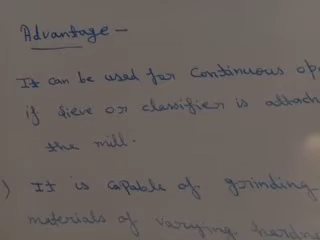 Advantage -
It can be used for continuous
if sieve or classifier is
the mill.
) It is capable of grinding
materials of varying